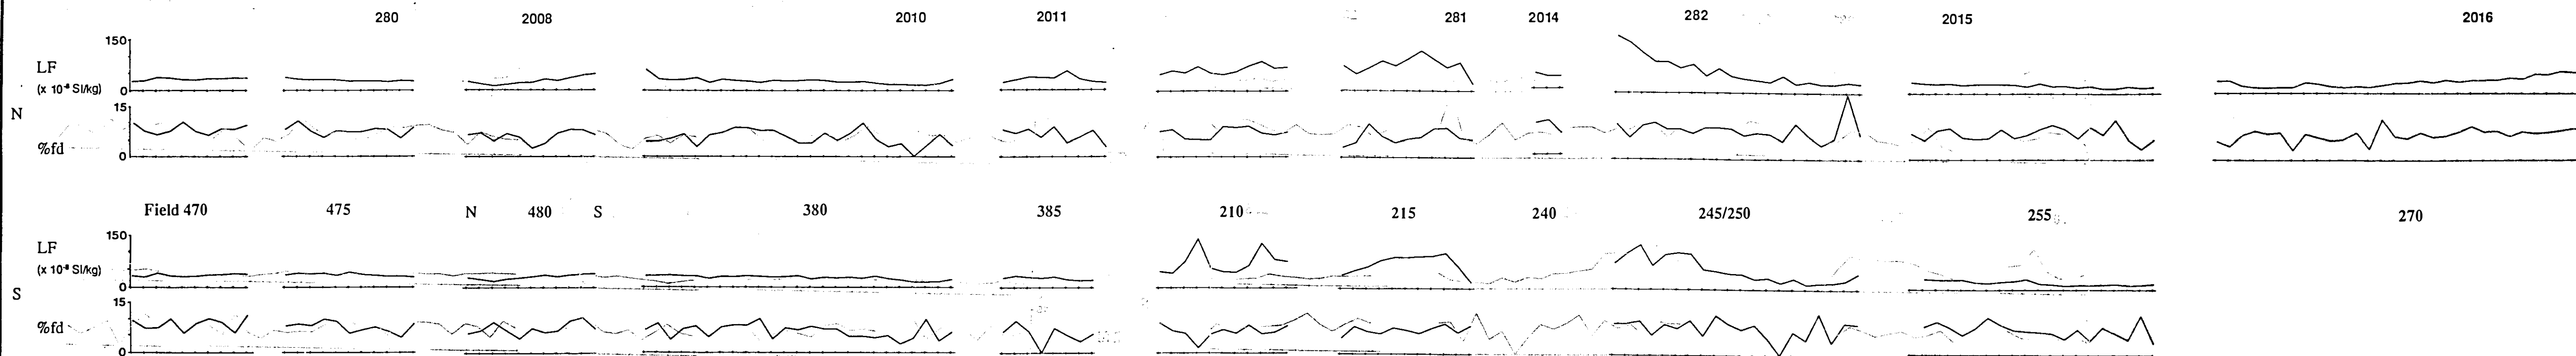 280 2008 2010 2011 281 2014 282 2015 2016
150
LF
(x 10⁻⁸ SI/kg)
0
N
15
%fd
0
Field 470 475 N 480 S 380 385 210 215 240 245/250 255 270
150
LF
(x 10⁻⁸ SI/kg)
0
S
15
%fd
0